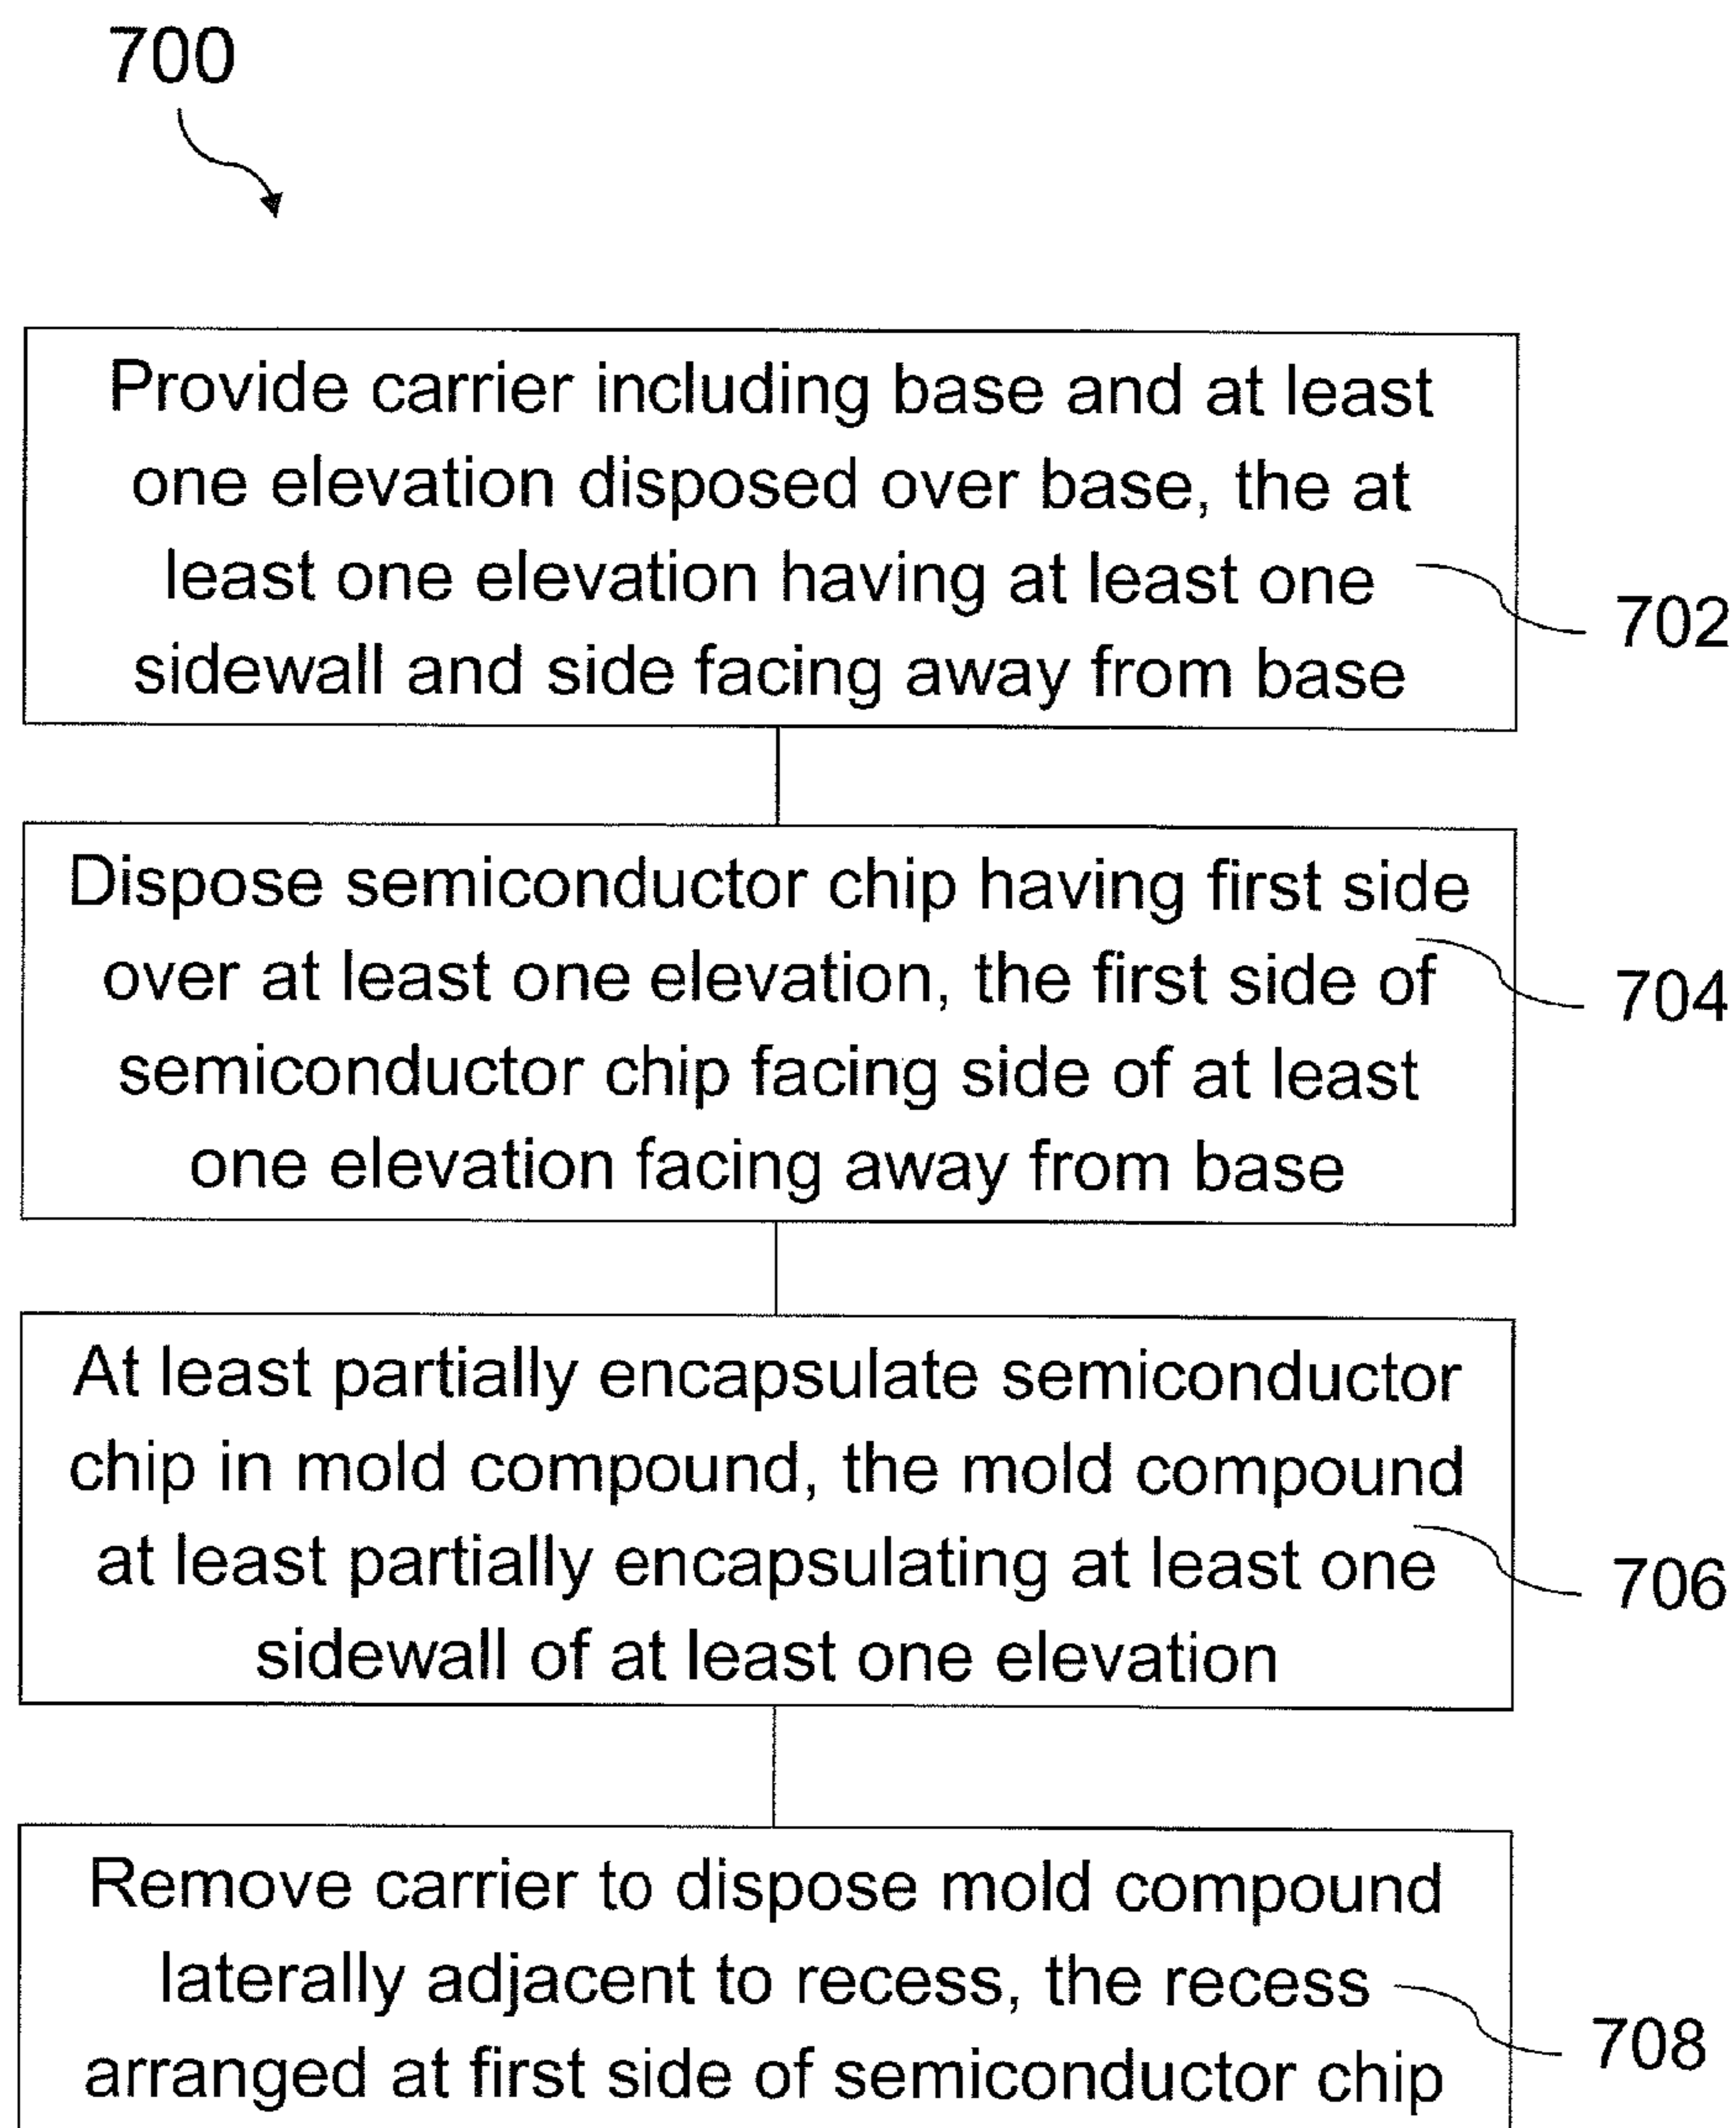 700
Provide carrier including base and at least
one elevation disposed over base, the at
least one elevation having at least one
sidewall and side facing away from base
702
Dispose semiconductor chip having first side
over at least one elevation, the first side of
semiconductor chip facing side of at least
one elevation facing away from base
704
At least partially encapsulate semiconductor
chip in mold compound, the mold compound
at least partially encapsulating at least one
sidewall of at least one elevation
706
Remove carrier to dispose mold compound
laterally adjacent to recess, the recess
arranged at first side of semiconductor chip
708